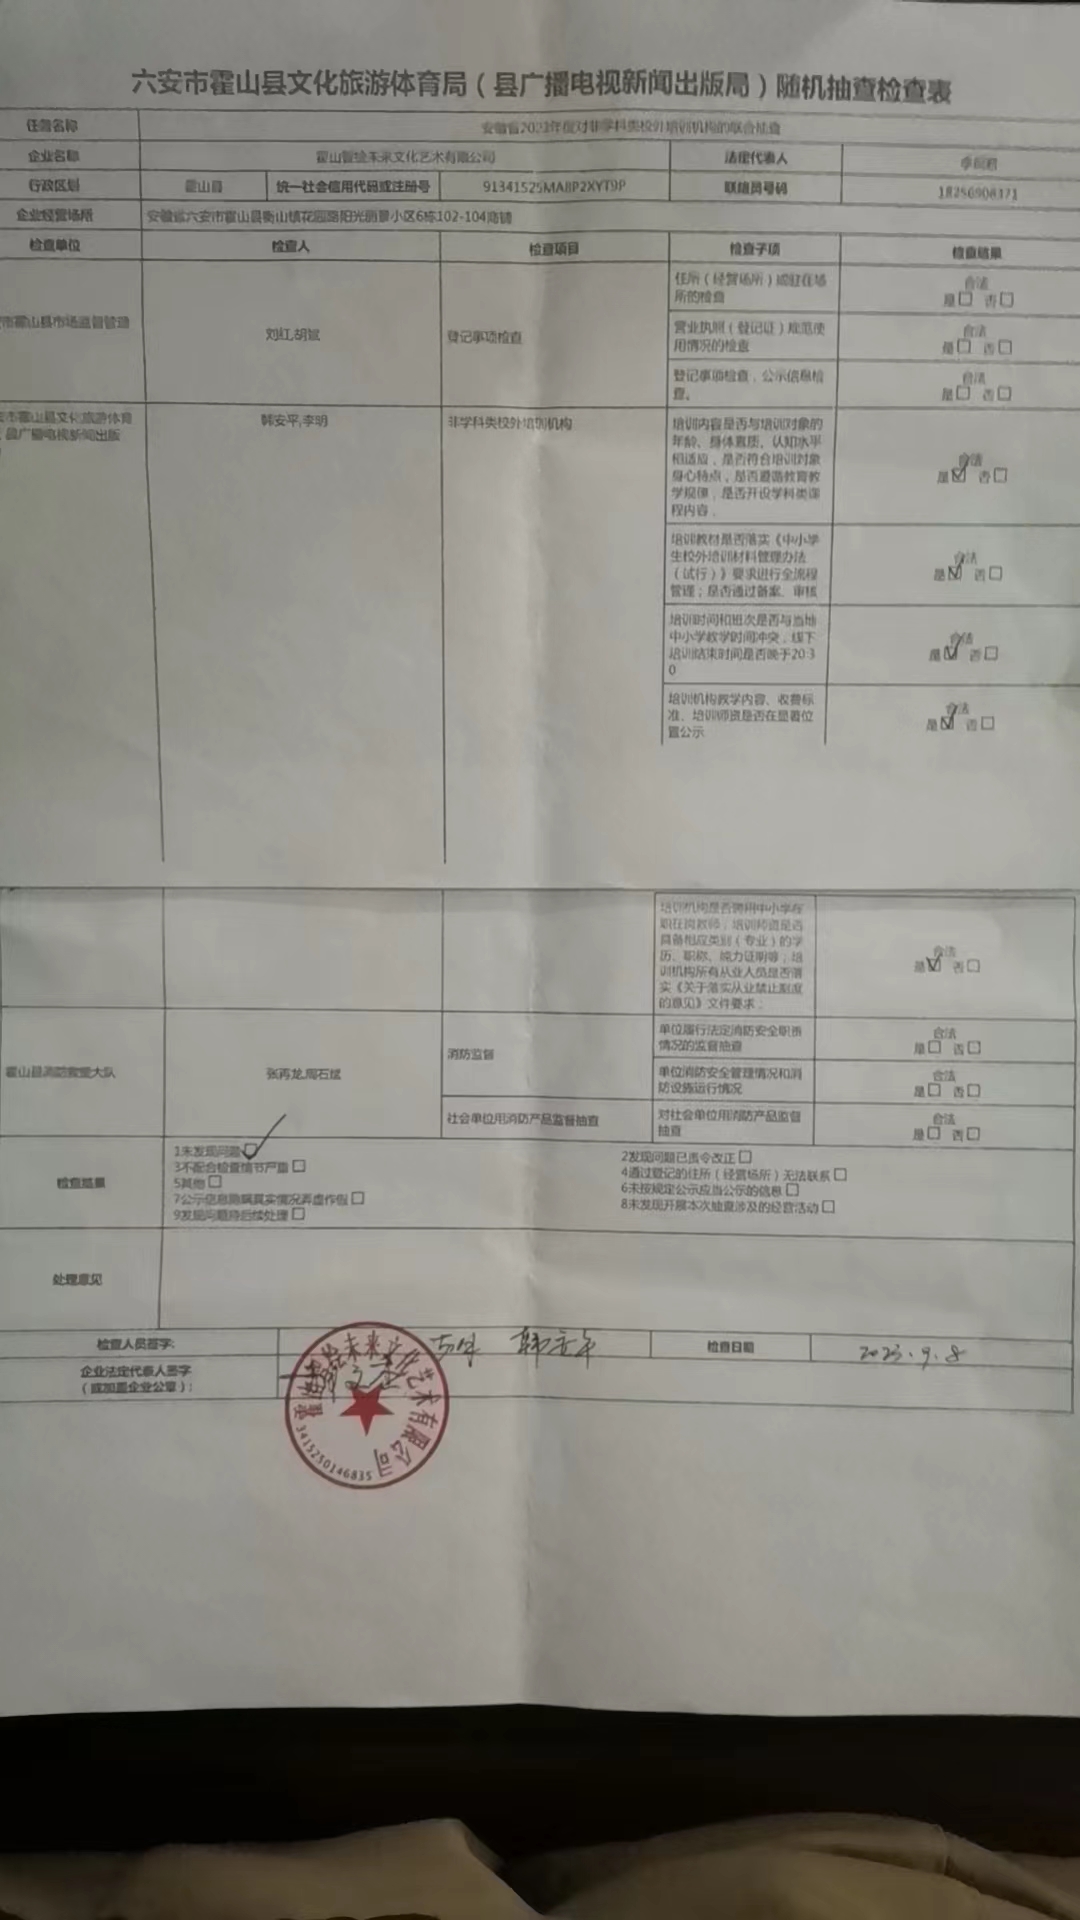 六安市霍山县文化旅游体育局（县广播电视新闻出版局）随机抽查检查表
任务名称 安徽省2023年度对非学科类校外培训机构的联合抽查
企业名称 霍山智绘未来文化艺术有限公司 法定代表人
行政区划 霍山县 统一社会信用代码或注册号 91341525MA8P2XYT9P 联络员号码 18256908371
企业经营场所 安徽省六安市霍山县衡山镇花园路阳光丽景小区6栋102-104商铺
检查单位 检查人 检查项目 检查子项 检查结果
市霍山县市场监督管理 刘红,胡斌 登记事项检查
住所（经营场所）或驻在场
所的检查
合法
是□ 否□
营业执照（登记证）规范使
用情况的检查
合法
是□ 否□
登记事项检查，公示信息检
查。
合法
是□ 否□
市霍山县文化旅游体育
县广播电视新闻出版
韩安平,李明 非学科类校外培训机构
培训内容是否与培训对象的
年龄、身体素质、认知水平
相适应，是否符合培训对象
身心特点，是否遵循教育教
学规律，是否开设学科类课
程内容。
合法
是☑ 否□
培训教材是否落实《中小学
生校外培训材料管理办法
（试行）》要求进行全流程
管理；是否通过备案、审核
合法
是☑ 否□
培训时间和班次是否与当地
中小学教学时间冲突，线下
培训结束时间是否晚于20:3
0
合法
是☑ 否□
培训机构教学内容、收费标
准、培训师资是否在显著位
置公示
合法
是☑ 否□
培训机构是否聘用中小学在
职在岗教师；培训师资是否
具备相应类别（专业）的学
历、职称、能力证明等；培
训机构所有从业人员是否落
实《关于落实从业禁止制度
的意见》文件要求。
合法
是☑ 否□
霍山县消防救援大队 张再龙,周石斌 消防监督
单位履行法定消防安全职责
情况的监督抽查
合法
是□ 否□
单位消防安全管理情况和消
防设施运行情况
合法
是□ 否□
社会单位用消防产品监督抽查
对社会单位用消防产品监督
抽查
合法
是□ 否□
检查结果
1未发现问题☑ 2发现问题已责令改正□
3不配合检查情节严重□ 4通过登记的住所（经营场所）无法联系□
5其他□ 6未按规定公示应当公示的信息□
7公示信息隐瞒真实情况弄虚作假□ 8未发现开展本次抽查涉及的经营活动□
9发现问题待后续处理□
处理意见
检查人员签字: 韩安平 检查日期 2023.9.8
企业法定代表人签字
（或加盖企业公章）:
霍山智绘未来文化艺术有限公司
3415250146835